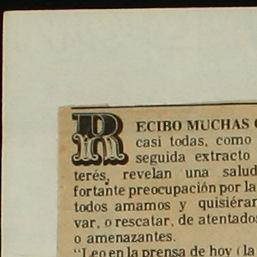 RECIBO MUCHAS
casi todas, como
seguida extracto
terés, revelan una salud
fortante preocupación por la
todos amamos y quisiéra
var, o rescatar, de atentados
o amenazantes.
"Leo en la prensa de hoy (la